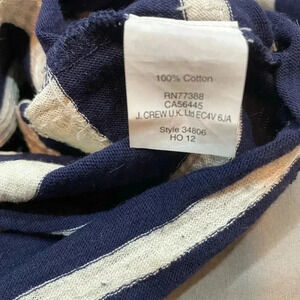 100% Cotton
RN77388
CA56445
J. CREW U.K. Ltd EC4V 6JA
Style 34806
HO 12